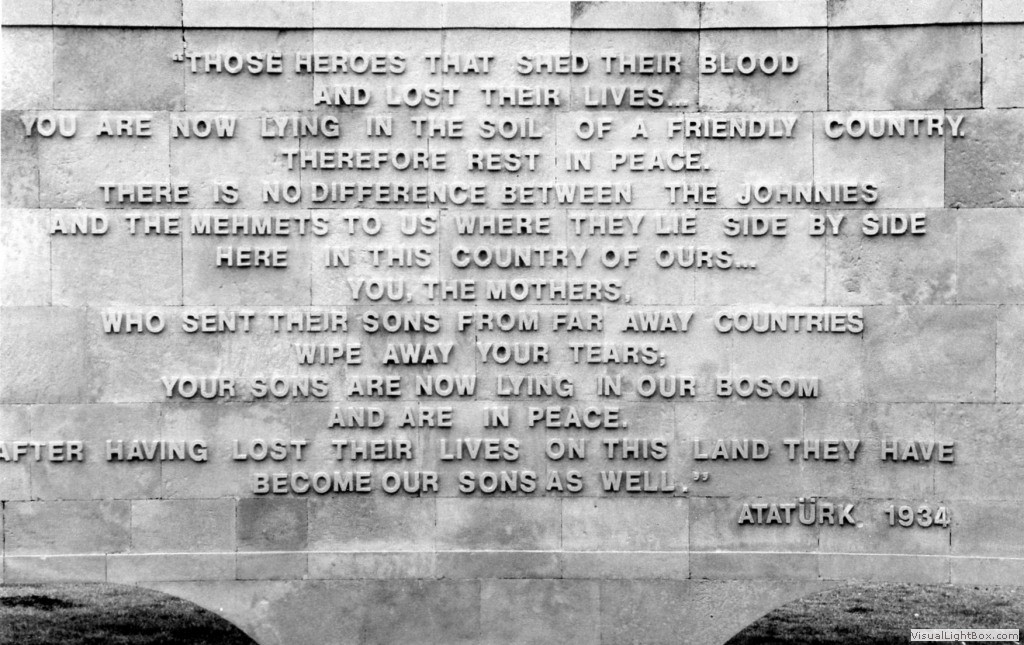 “THOSE HEROES THAT SHED THEIR BLOOD
AND LOST THEIR LIVES...
YOU ARE NOW LYING IN THE SOIL OF A FRIENDLY COUNTRY.
THEREFORE REST IN PEACE.
THERE IS NO DIFFERENCE BETWEEN THE JOHNNIES
AND THE MEHMETS TO US WHERE THEY LIE SIDE BY SIDE
HERE IN THIS COUNTRY OF OURS...
YOU, THE MOTHERS,
WHO SENT THEIR SONS FROM FAR AWAY COUNTRIES
WIPE AWAY YOUR TEARS;
YOUR SONS ARE NOW LYING IN OUR BOSOM
AND ARE IN PEACE.
AFTER HAVING LOST THEIR LIVES ON THIS LAND THEY HAVE
BECOME OUR SONS AS WELL.”
ATATÜRK. 1934
VisualLightBox.com